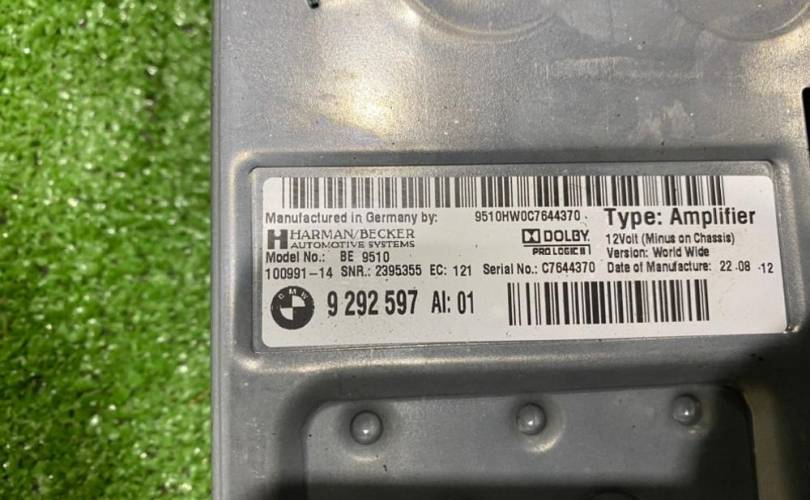 Manufactured in Germany by: 9510HW0C7644370 Type: Amplifier
HARMAN/BECKER
AUTOMOTIVE SYSTEMS
DOLBY
PRO LOGIC II
12Volt (Minus on Chassis)
Model No.: BE 9510
Version: World Wide
100991-14 SNR.: 2395355 EC: 121 Serial No.: C7644370 Date of Manufacture: 22 08 12
BMW
9 292 597 AI: 01